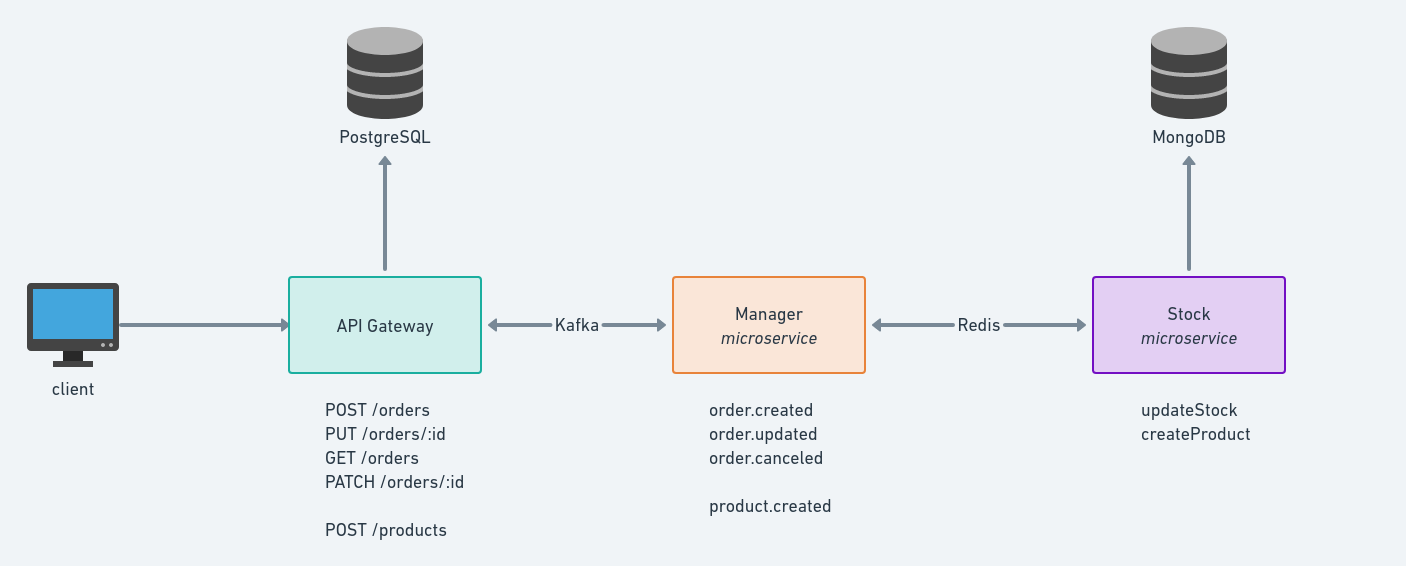 PostgreSQL
MongoDB
client
API Gateway
Kafka
Manager
microservice
Redis
Stock
microservice
POST /orders
PUT /orders/:id
GET /orders
PATCH /orders/:id
POST /products
order.created
order.updated
order.canceled
product.created
updateStock
createProduct